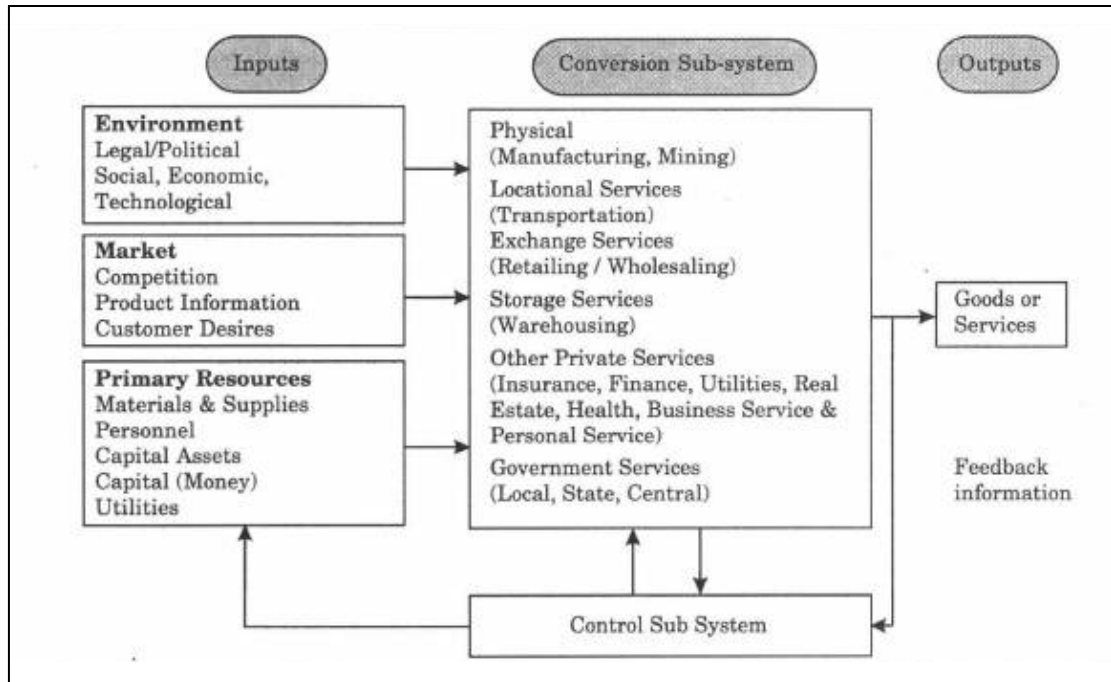 Inputs
Conversion Sub-system
Outputs
Environment
Legal/Political
Social, Economic,
Technological
Market
Competition
Product Information
Customer Desires
Primary Resources
Materials & Supplies
Personnel
Capital Assets
Capital (Money)
Utilities
Physical
(Manufacturing, Mining)
Locational Services
(Transportation)
Exchange Services
(Retailing / Wholesaling)
Storage Services
(Warehousing)
Other Private Services
(Insurance, Finance, Utilities, Real
Estate, Health, Business Service &
Personal Service)
Government Services
(Local, State, Central)
Goods or
Services
Feedback
information
Control Sub System